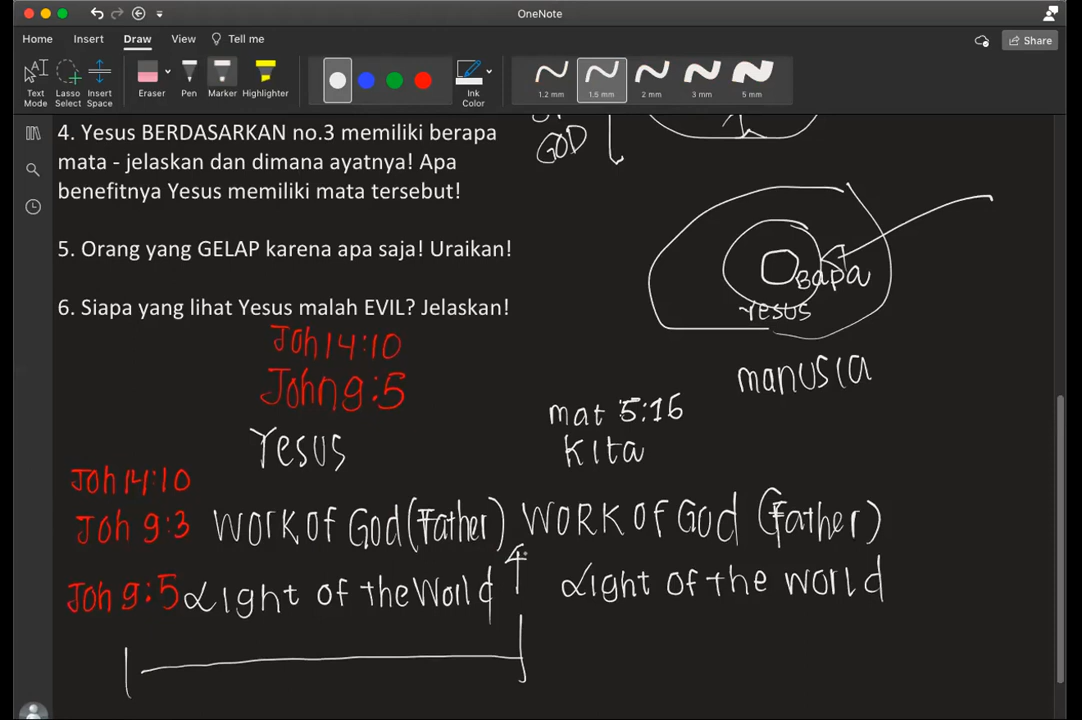 OneNote
Home Insert Draw View Tell me
Share
Text Mode
Lasso Select
Insert Space
Eraser
Pen
Marker
Highlighter
Ink Color
1.2 mm
1.5 mm
2 mm
3 mm
5 mm
GOD
4. Yesus BERDASARKAN no.3 memiliki berapa
mata - jelaskan dan dimana ayatnya! Apa
benefitnya Yesus memiliki mata tersebut!
5. Orang yang GELAP karena apa saja! Uraikan!
6. Siapa yang lihat Yesus malah EVIL? Jelaskan!
Bapa
Yesus
manusia
Joh 14:10
John 9:5
mat 5:16
Yesus
Kita
Joh 14:10
Joh 9:3 WORK OF God (Father) WORK OF God (Father)
Joh 9:5 Light of the World Light of the world